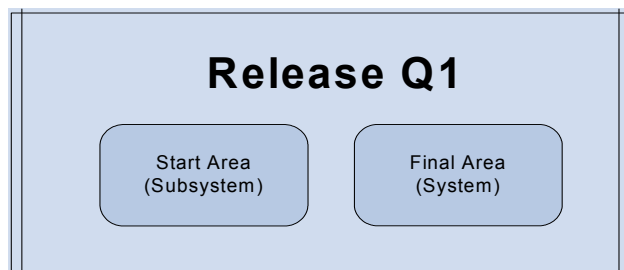 Release Q1
Start Area
(Subsystem)
Final Area
(System)